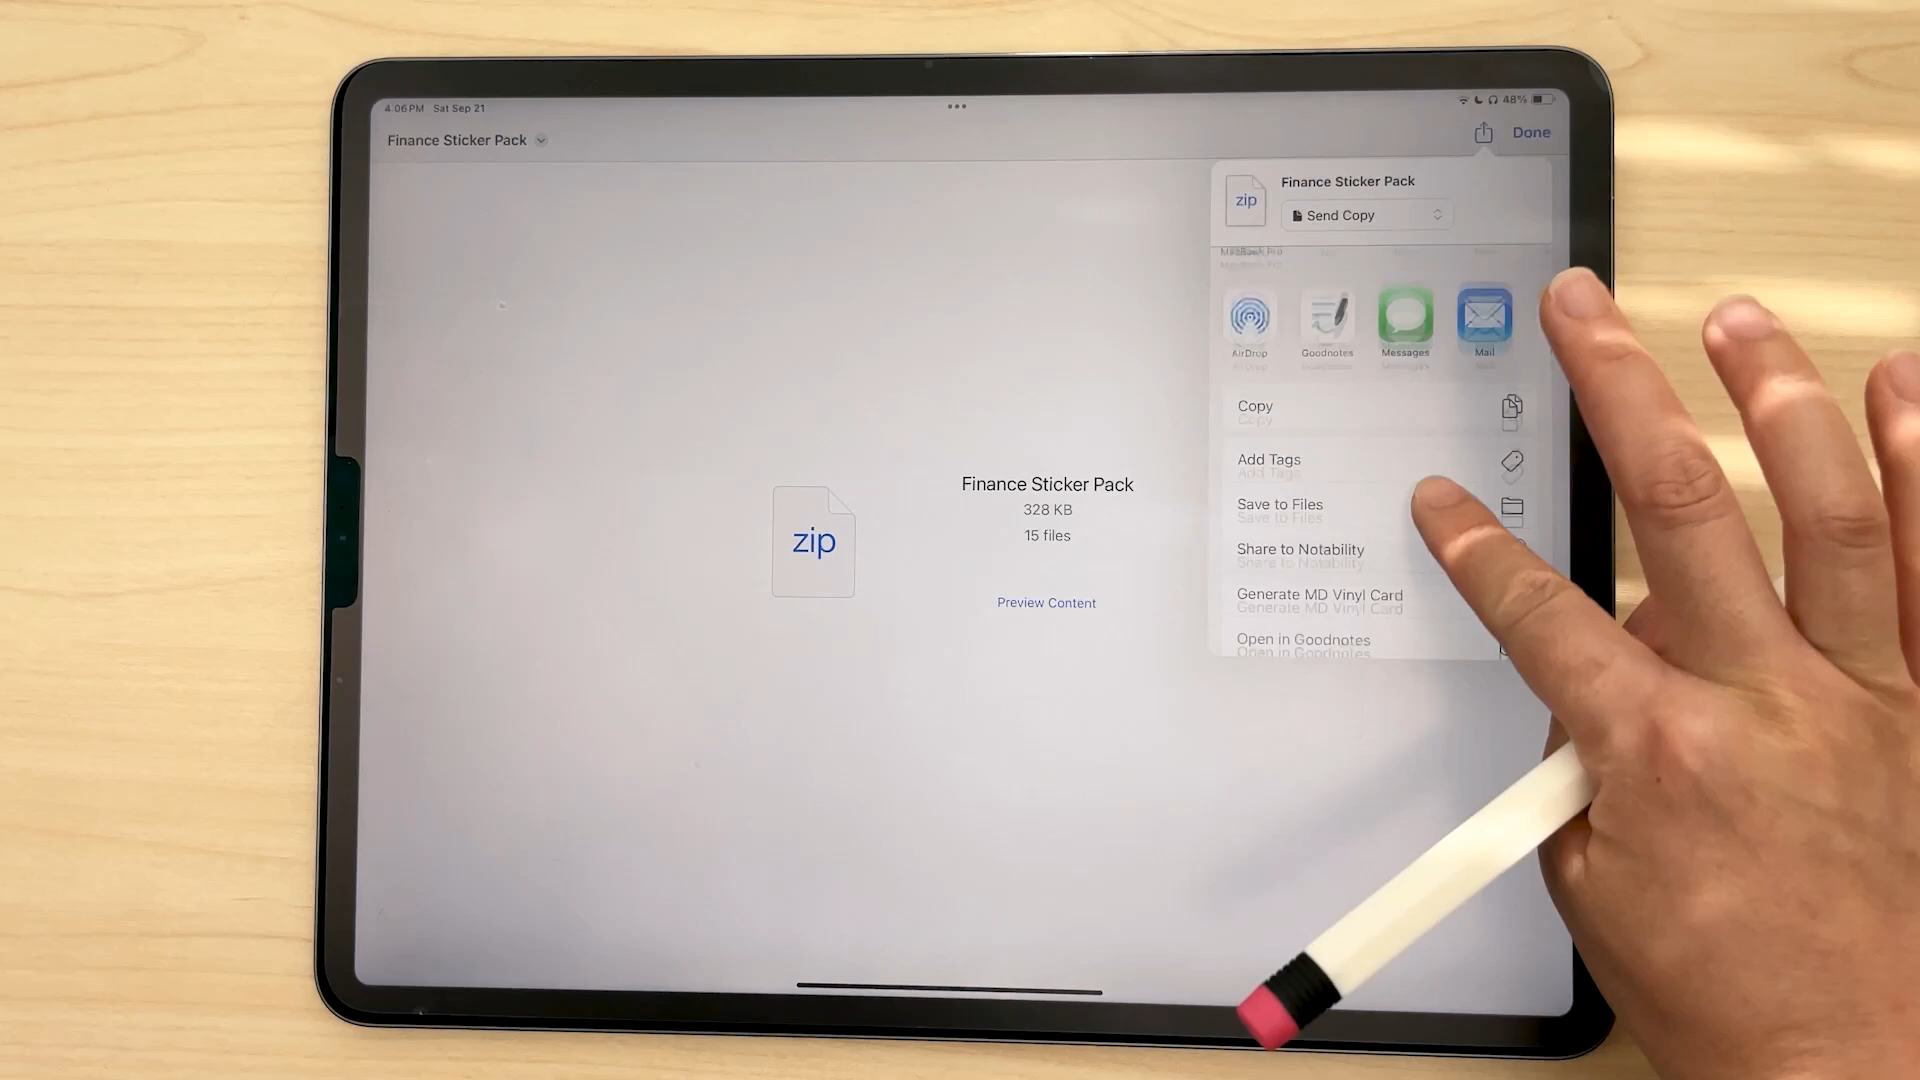 4:06 PM Sat Sep 21
48%
Finance Sticker Pack
Done
zip
Finance Sticker Pack
Send Copy
MacBook Pro
AirDrop
Goodnotes
Messages
Mail
Copy
Add Tags
Save to Files
Share to Notability
Generate MD Vinyl Card
Open in Goodnotes
zip
Finance Sticker Pack
328 KB
15 files
Preview Content